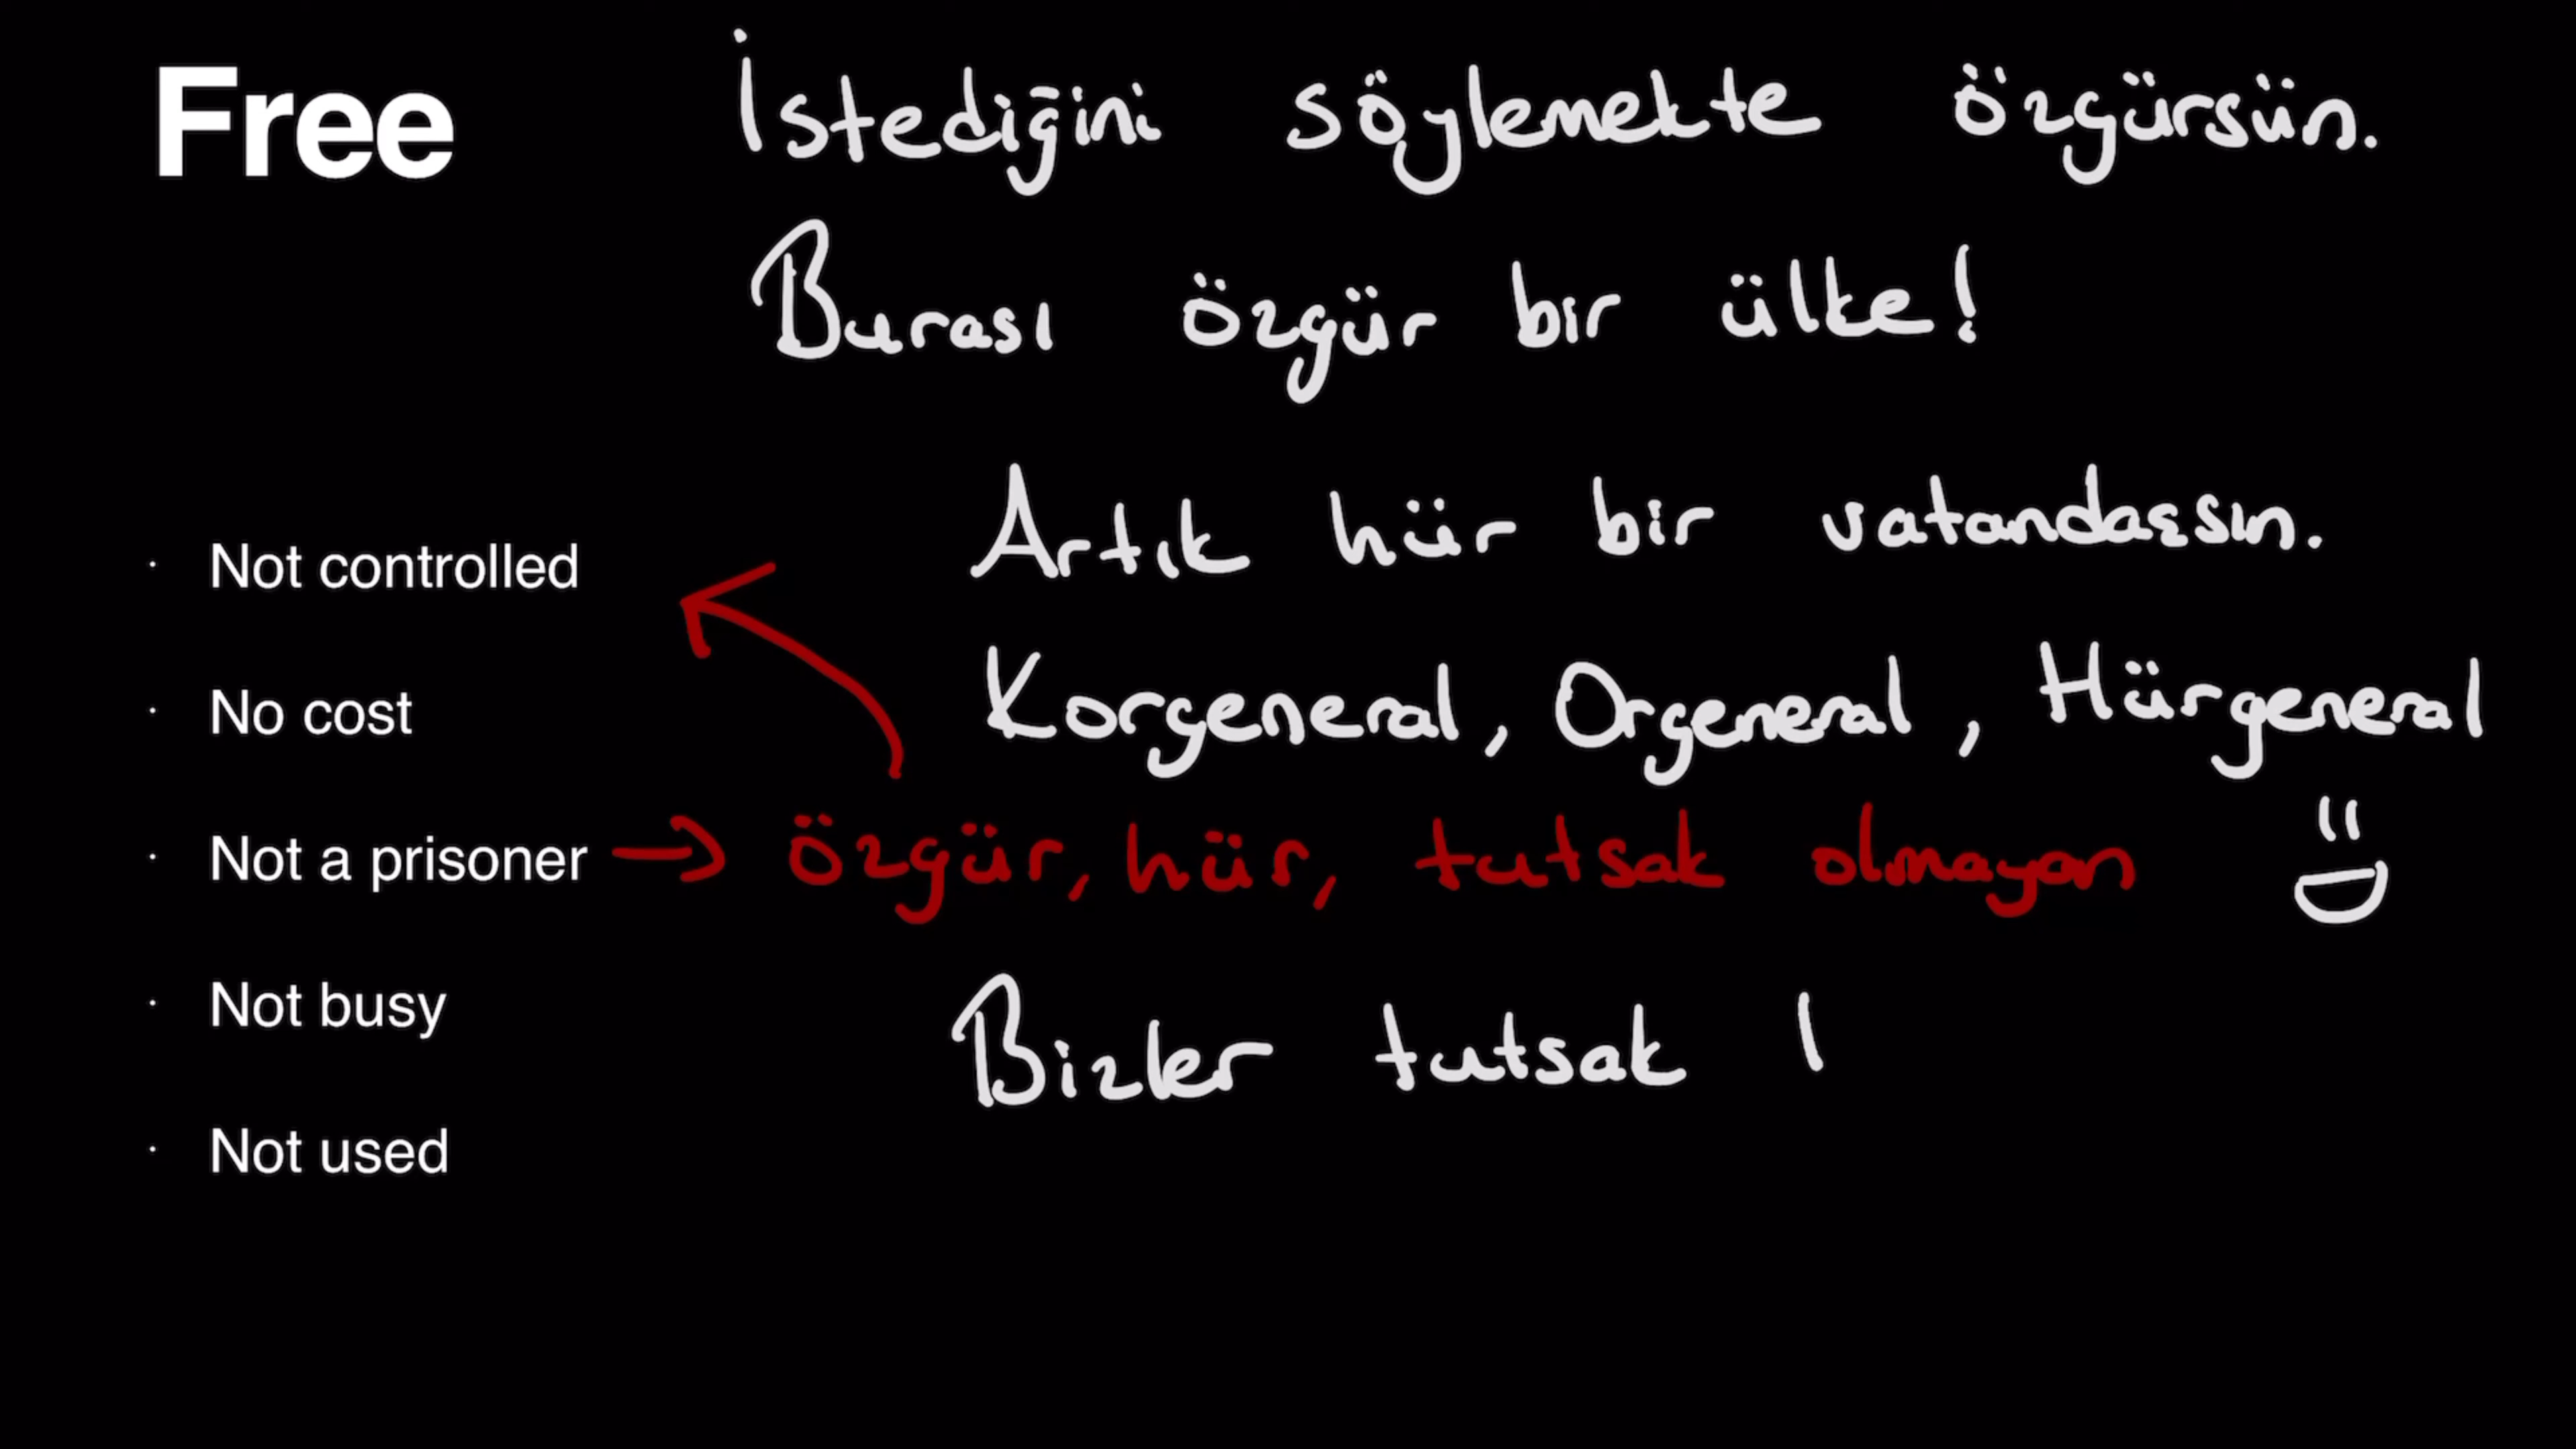 Free
İstediğini söylemekte özgürsün.
Burası özgür bir ülke!
Artık hür bir vatandaşsın.
· Not controlled
Korgeneral, Orgeneral, Hürgeneral
· No cost
· Not a prisoner → özgür, hür, tutsak olmayan
· Not busy
Bizler tutsak
· Not used